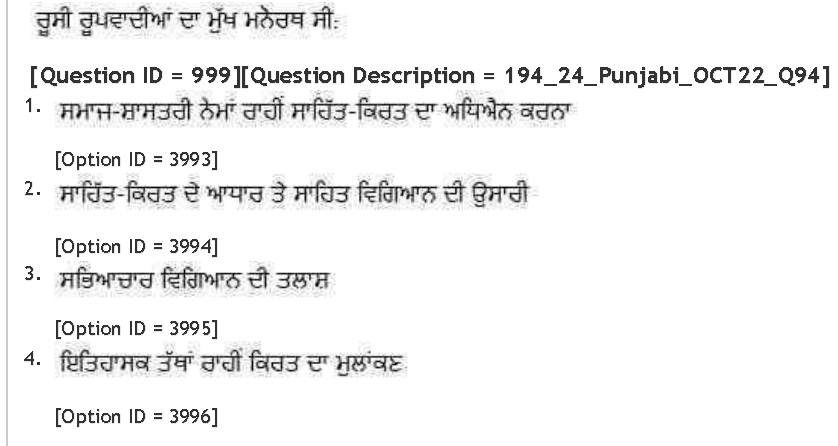 ਰੂਸੀ ਰੂਪਵਾਦੀਆਂ ਦਾ ਮੁੱਖ ਮਨੋਰਥ ਸੀ:
[Question ID = 999][Question Description = 194_24_Punjabi_OCT22_Q94]
1. ਸਮਾਜ-ਸ਼ਾਸਤਰੀ ਨੇਮਾਂ ਰਾਹੀਂ ਸਾਹਿੱਤ-ਕਿਰਤ ਦਾ ਅਧਿਐਨ ਕਰਨਾ
[Option ID = 3993]
2. ਸਾਹਿੱਤ-ਕਿਰਤ ਦੇ ਆਧਾਰ ਤੇ ਸਾਹਿਤ ਵਿਗਿਆਨ ਦੀ ਉਸਾਰੀ
[Option ID = 3994]
3. ਸਭਿਆਚਾਰ ਵਿਗਿਆਨ ਦੀ ਤਲਾਸ਼
[Option ID = 3995]
4. ਇਤਿਹਾਸਕ ਤੱਥਾਂ ਰਾਹੀਂ ਕਿਰਤ ਦਾ ਮੁਲਾਂਕਣ
[Option ID = 3996]